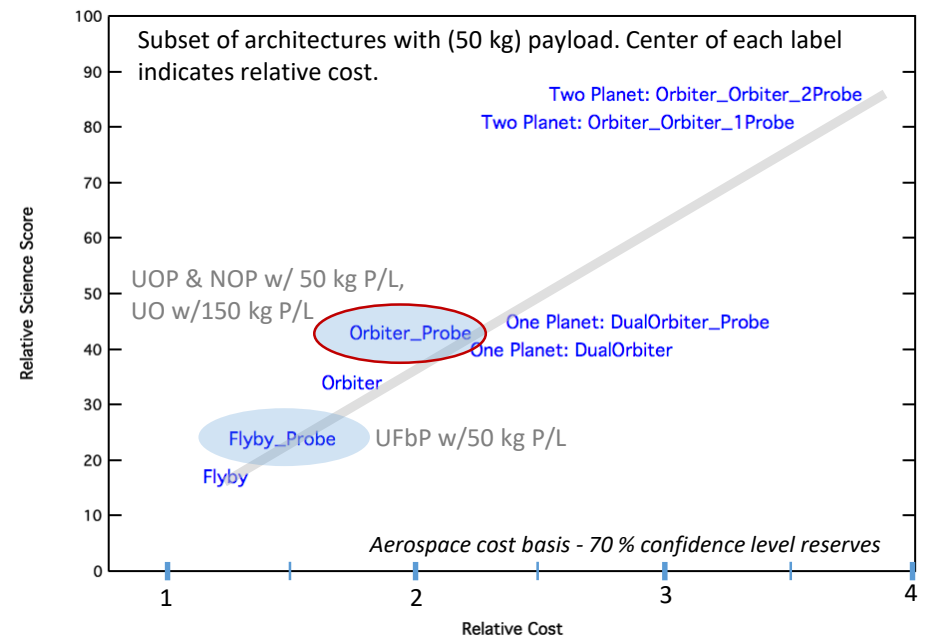 Subset of architectures with (50 kg) payload. Center of each label
indicates relative cost.
100
90
80
70
60
50
40
30
20
10
0
Relative Science Score
Two Planet: Orbiter_Orbiter_2Probe
Two Planet: Orbiter_Orbiter_1Probe
UOP & NOP w/ 50 kg P/L,
UO w/150 kg P/L
Orbiter_Probe
One Planet: DualOrbiter_Probe
One Planet: DualOrbiter
Orbiter
Flyby_Probe
UFbP w/50 kg P/L
Flyby
Aerospace cost basis - 70 % confidence level reserves
1
2
3
4
Relative Cost